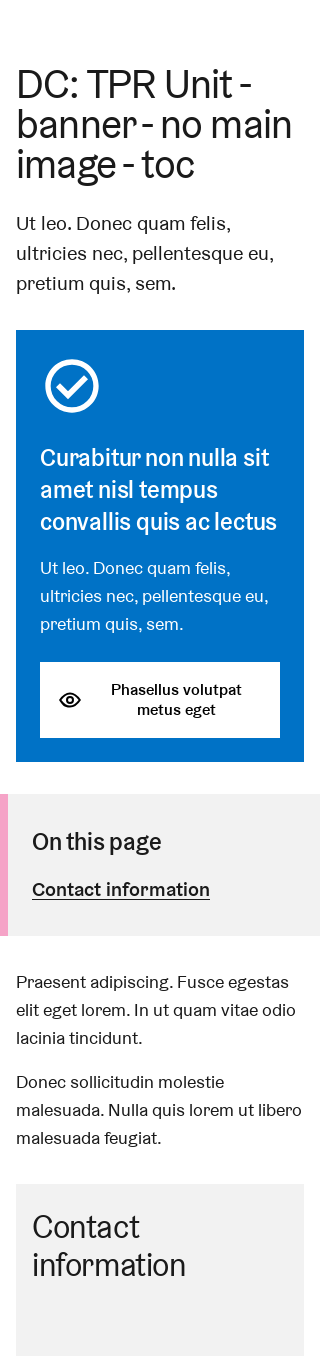 DC: TPR Unit -
banner - no main
image - toc
Ut leo. Donec quam felis,
ultricies nec, pellentesque eu,
pretium quis, sem.
Curabitur non nulla sit
amet nisl tempus
convallis quis ac lectus
Ut leo. Donec quam felis,
ultricies nec, pellentesque eu,
pretium quis, sem.
Phasellus volutpat
metus eget
On this page
Contact information
Praesent adipiscing. Fusce egestas
elit eget lorem. In ut quam vitae odio
lacinia tincidunt.
Donec sollicitudin molestie
malesuada. Nulla quis lorem ut libero
malesuada feugiat.
Contact
information